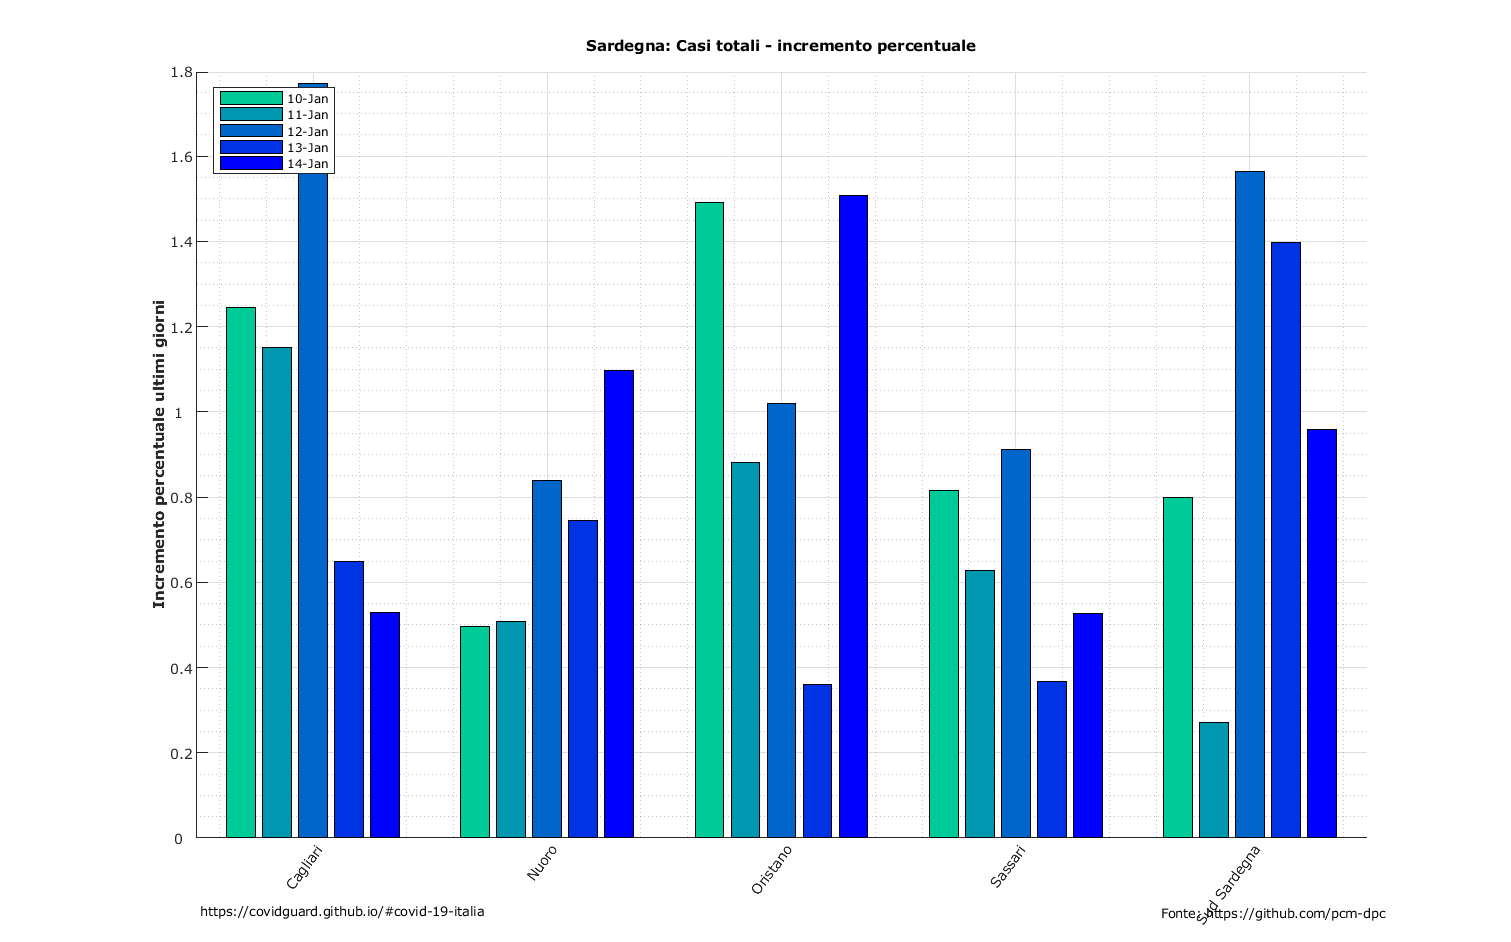 Sardegna: Casi totali - incremento percentuale
Incremento percentuale ultimi giorni
1.8
1.6
1.4
1.2
1
0.8
0.6
0.4
0.2
0
10-Jan
11-Jan
12-Jan
13-Jan
14-Jan
Cagliari
Nuoro
Oristano
Sassari
Sud Sardegna
https://covidguard.github.io/#covid-19-italia
Fonte: https://github.com/pcm-dpc